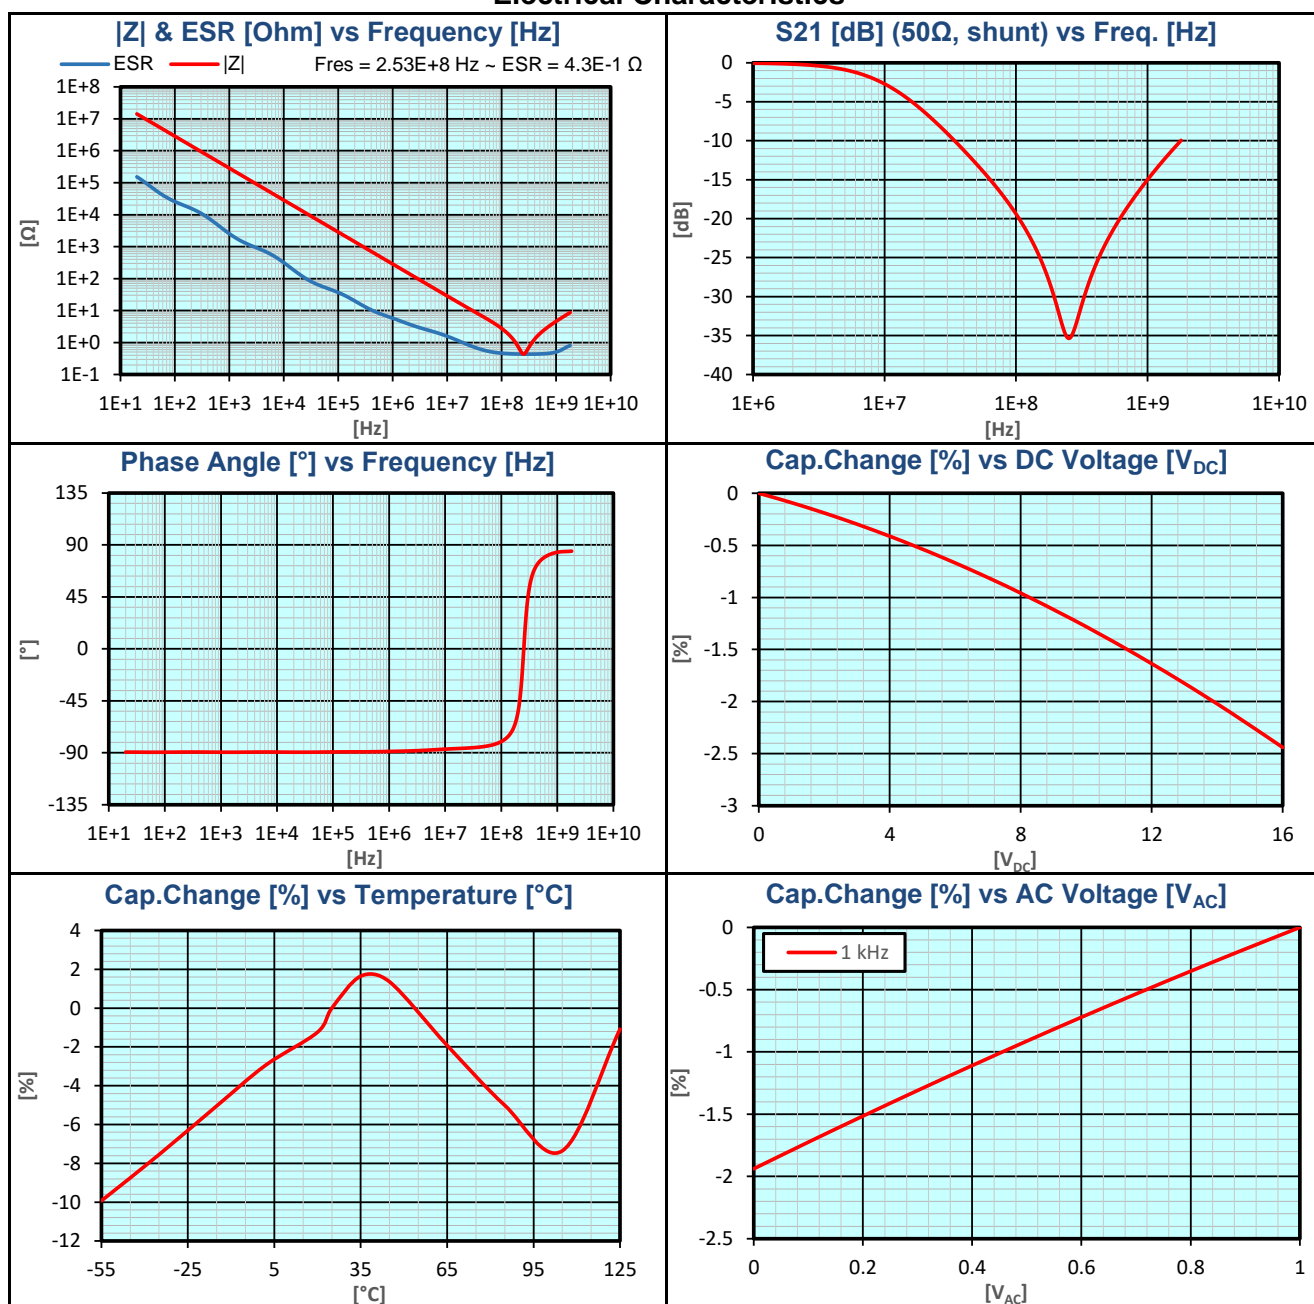 Electrical Characteristics
|Z| & ESR [Ohm] vs Frequency [Hz]
ESR |Z| Fres = 2.53E+8 Hz ~ ESR = 4.3E-1 Ω
1E+8
1E+7
1E+6
1E+5
1E+4
1E+3
1E+2
1E+1
1E+0
1E-1
[Ω]
1E+1 1E+2 1E+3 1E+4 1E+5 1E+6 1E+7 1E+8 1E+9 1E+10
[Hz]
S21 [dB] (50Ω, shunt) vs Freq. [Hz]
0
-5
-10
-15
-20
-25
-30
-35
-40
[dB]
1E+6 1E+7 1E+8 1E+9 1E+10
[Hz]
Phase Angle [°] vs Frequency [Hz]
135
90
45
0
-45
-90
-135
[°]
1E+1 1E+2 1E+3 1E+4 1E+5 1E+6 1E+7 1E+8 1E+9 1E+10
[Hz]
Cap.Change [%] vs DC Voltage [VDC]
0
-0.5
-1
-1.5
-2
-2.5
-3
[%]
0 4 8 12 16
[VDC]
Cap.Change [%] vs Temperature [°C]
4
2
0
-2
-4
-6
-8
-10
-12
[%]
-55 -25 5 35 65 95 125
[°C]
Cap.Change [%] vs AC Voltage [VAC]
1 kHz
0
-0.5
-1
-1.5
-2
-2.5
[%]
0 0.2 0.4 0.6 0.8 1
[VAC]